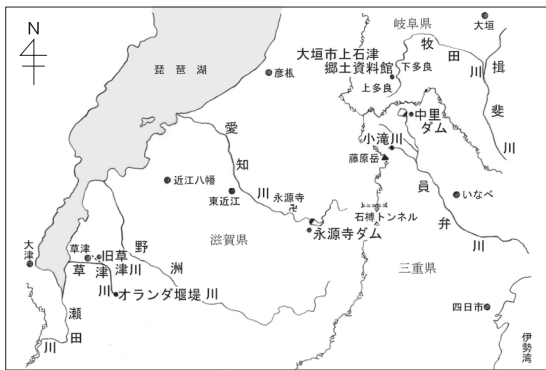 岐阜県
大垣
琵琶湖
彦根
大垣市上石津
郷土資料館
下多良
上多良
牧田川
揖斐川
中里
ダム
小滝川
藤原岳
愛知川
近江八幡
東近江
永源寺
卍
いなべ
員弁川
石榑トンネル
永源寺ダム
滋賀県
三重県
野洲川
大津
草津
旧草津川
草津川
オランダ堰堤
瀬田川
四日市
伊勢湾